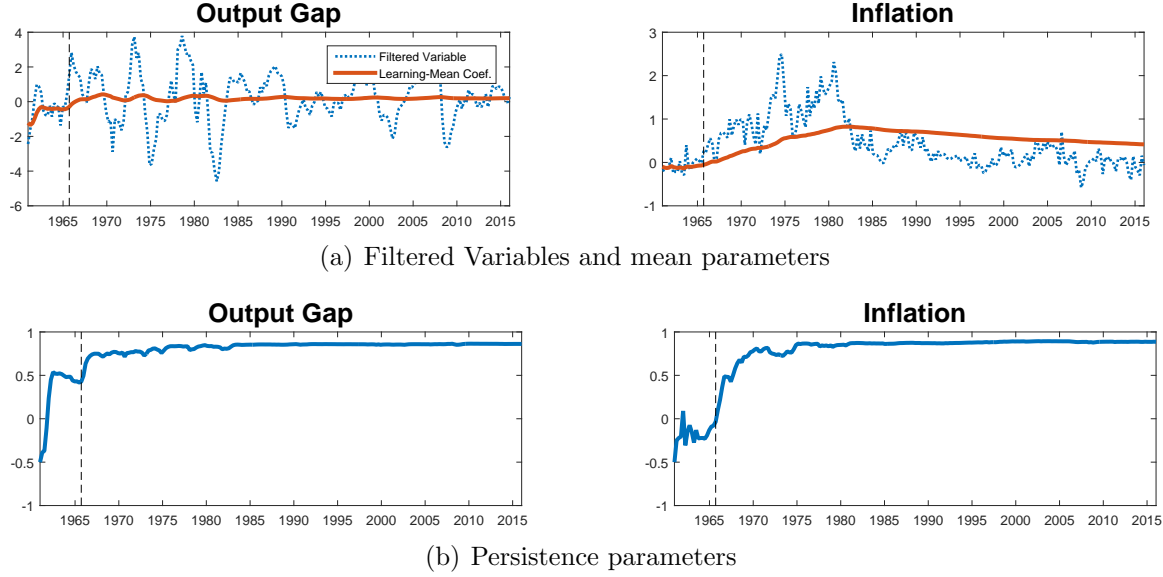 Output Gap
Inflation
4
2
0
-2
-4
-6
Filtered Variable
Learning-Mean Coef.
1965 1970 1975 1980 1985 1990 1995 2000 2005 2010 2015
3
2
1
0
-1
1965 1970 1975 1980 1985 1990 1995 2000 2005 2010 2015
(a) Filtered Variables and mean parameters
Output Gap
Inflation
1
0.5
0
-0.5
-1
1965 1970 1975 1980 1985 1990 1995 2000 2005 2010 2015
1
0.5
0
-0.5
-1
1965 1970 1975 1980 1985 1990 1995 2000 2005 2010 2015
(b) Persistence parameters